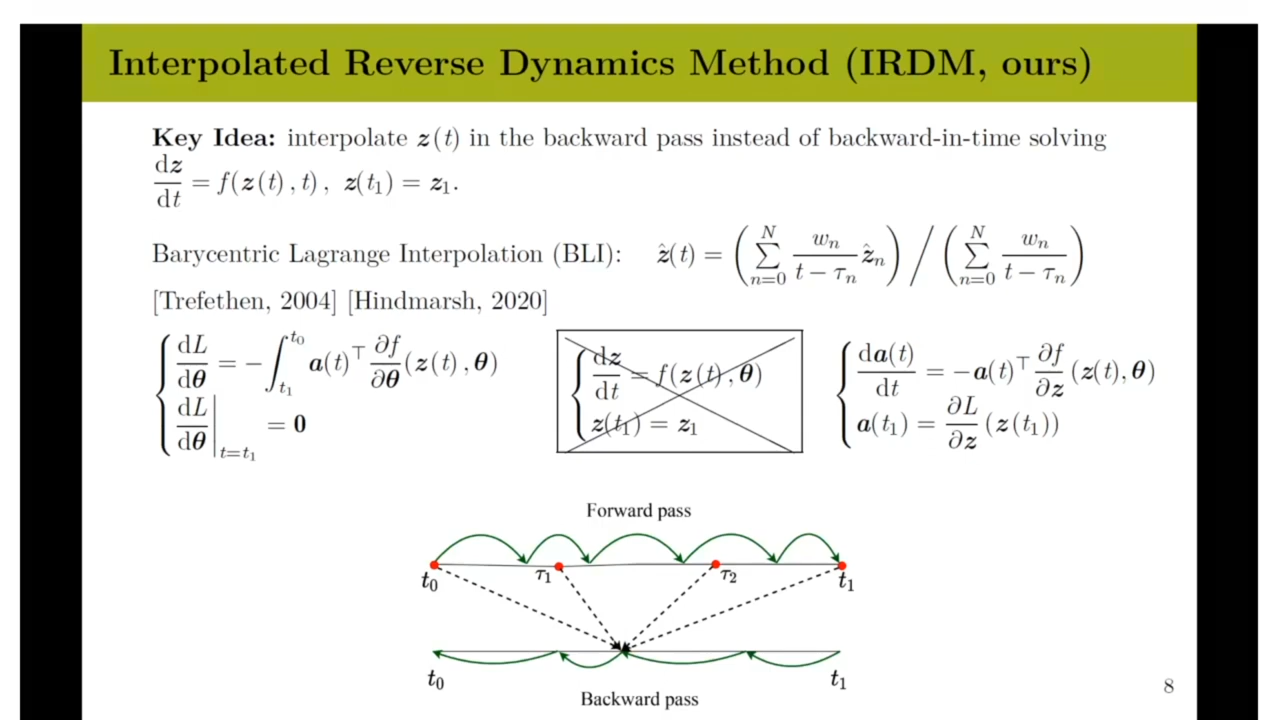 Interpolated Reverse Dynamics Method (IRDM, ours)
Key Idea: interpolate z(t) in the backward pass instead of backward-in-time solving
dz/dt = f(z(t), t), z(t₁) = z₁.
Barycentric Lagrange Interpolation (BLI): ẑ(t) = (∑_{n=0}^{N} w_n/(t − τ_n) ẑ_n) / (∑_{n=0}^{N} w_n/(t − τ_n))
[Trefethen, 2004] [Hindmarsh, 2020]
dL/dθ = −∫_{t₁}^{t₀} a(t)^⊤ ∂f/∂θ (z(t), θ)
dL/dθ|_{t=t₁} = 0
dz/dt = f(z(t), θ)
z(t₁) = z₁
da(t)/dt = −a(t)^⊤ ∂f/∂z (z(t), θ)
a(t₁) = ∂L/∂z (z(t₁))
Forward pass
t₀ τ₁ τ₂ t₁
t₀ t₁
Backward pass
8